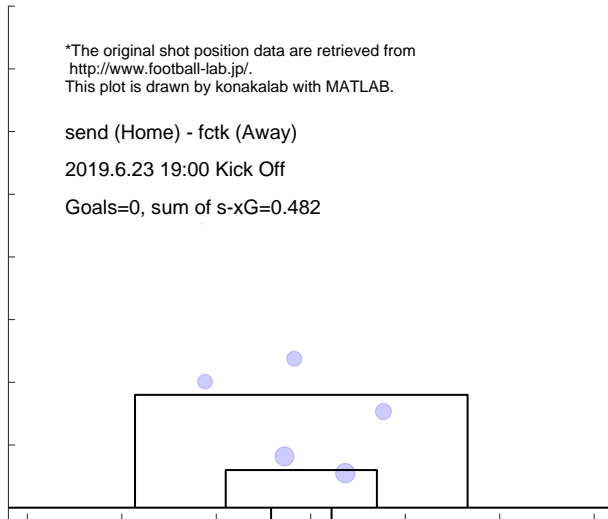 *The original shot position data are retrieved from
http://www.football-lab.jp/.
This plot is drawn by konakalab with MATLAB.
send (Home) - fctk (Away)
2019.6.23 19:00 Kick Off
Goals=0, sum of s-xG=0.482